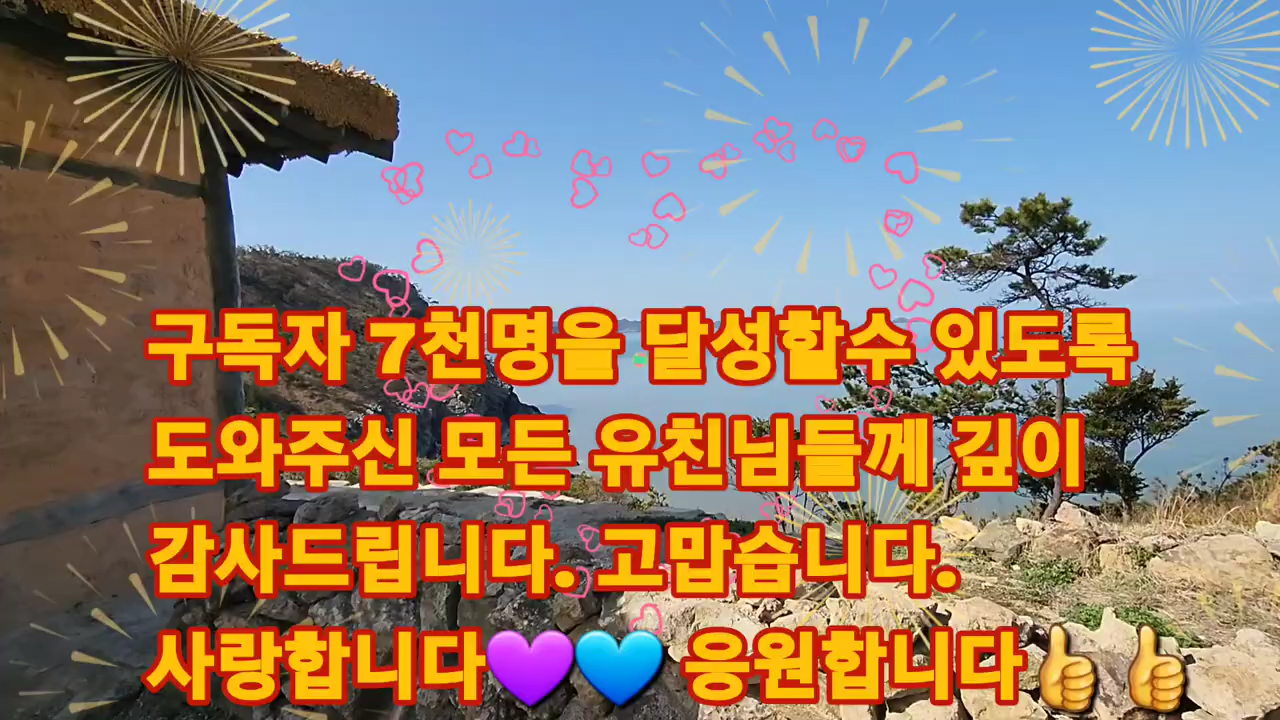 구독자 7천명을 달성할수 있도록
도와주신 모든 유친님들께 깊이
감사드립니다. 고맙습니다.
사랑합니다💜💙 응원합니다👍👍